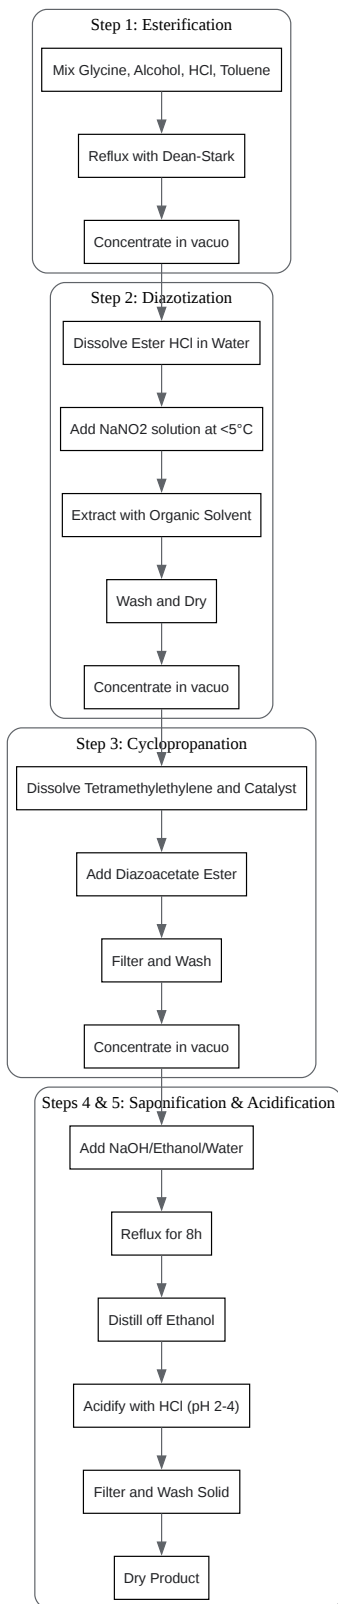 Step 1: Esterification
Mix Glycine, Alcohol, HCl, Toluene
Reflux with Dean-Stark
Concentrate in vacuo
Step 2: Diazotization
Dissolve Ester HCl in Water
Add NaNO2 solution at <5°C
Extract with Organic Solvent
Wash and Dry
Concentrate in vacuo
Step 3: Cyclopropanation
Dissolve Tetramethylethylene and Catalyst
Add Diazoacetate Ester
Filter and Wash
Concentrate in vacuo
Steps 4 & 5: Saponification & Acidification
Add NaOH/Ethanol/Water
Reflux for 8h
Distill off Ethanol
Acidify with HCl (pH 2-4)
Filter and Wash Solid
Dry Product